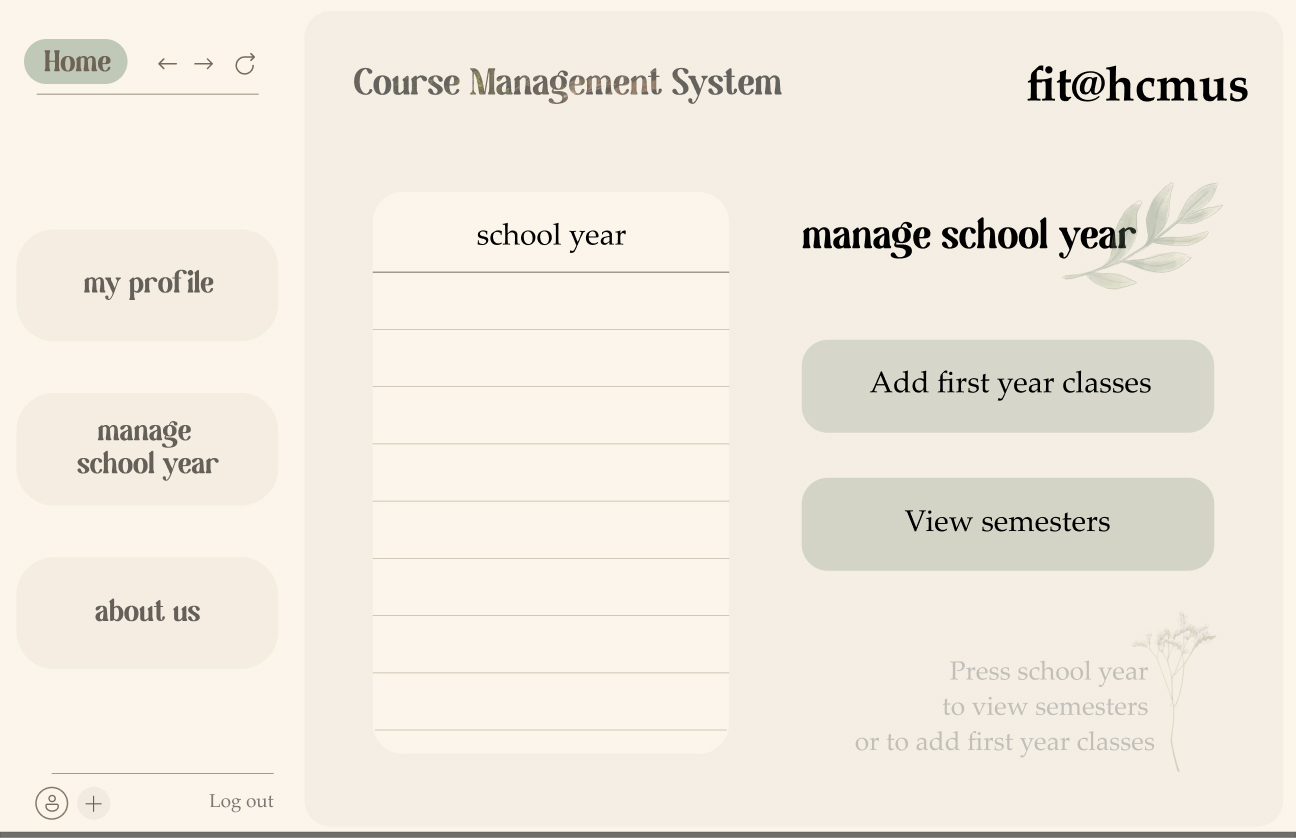 Home
Course Management System
fit@hcmus
my profile
manage
school year
about us
Log out
school year
manage school year
Add first year classes
View semesters
Press school year
to view semesters
or to add first year classes